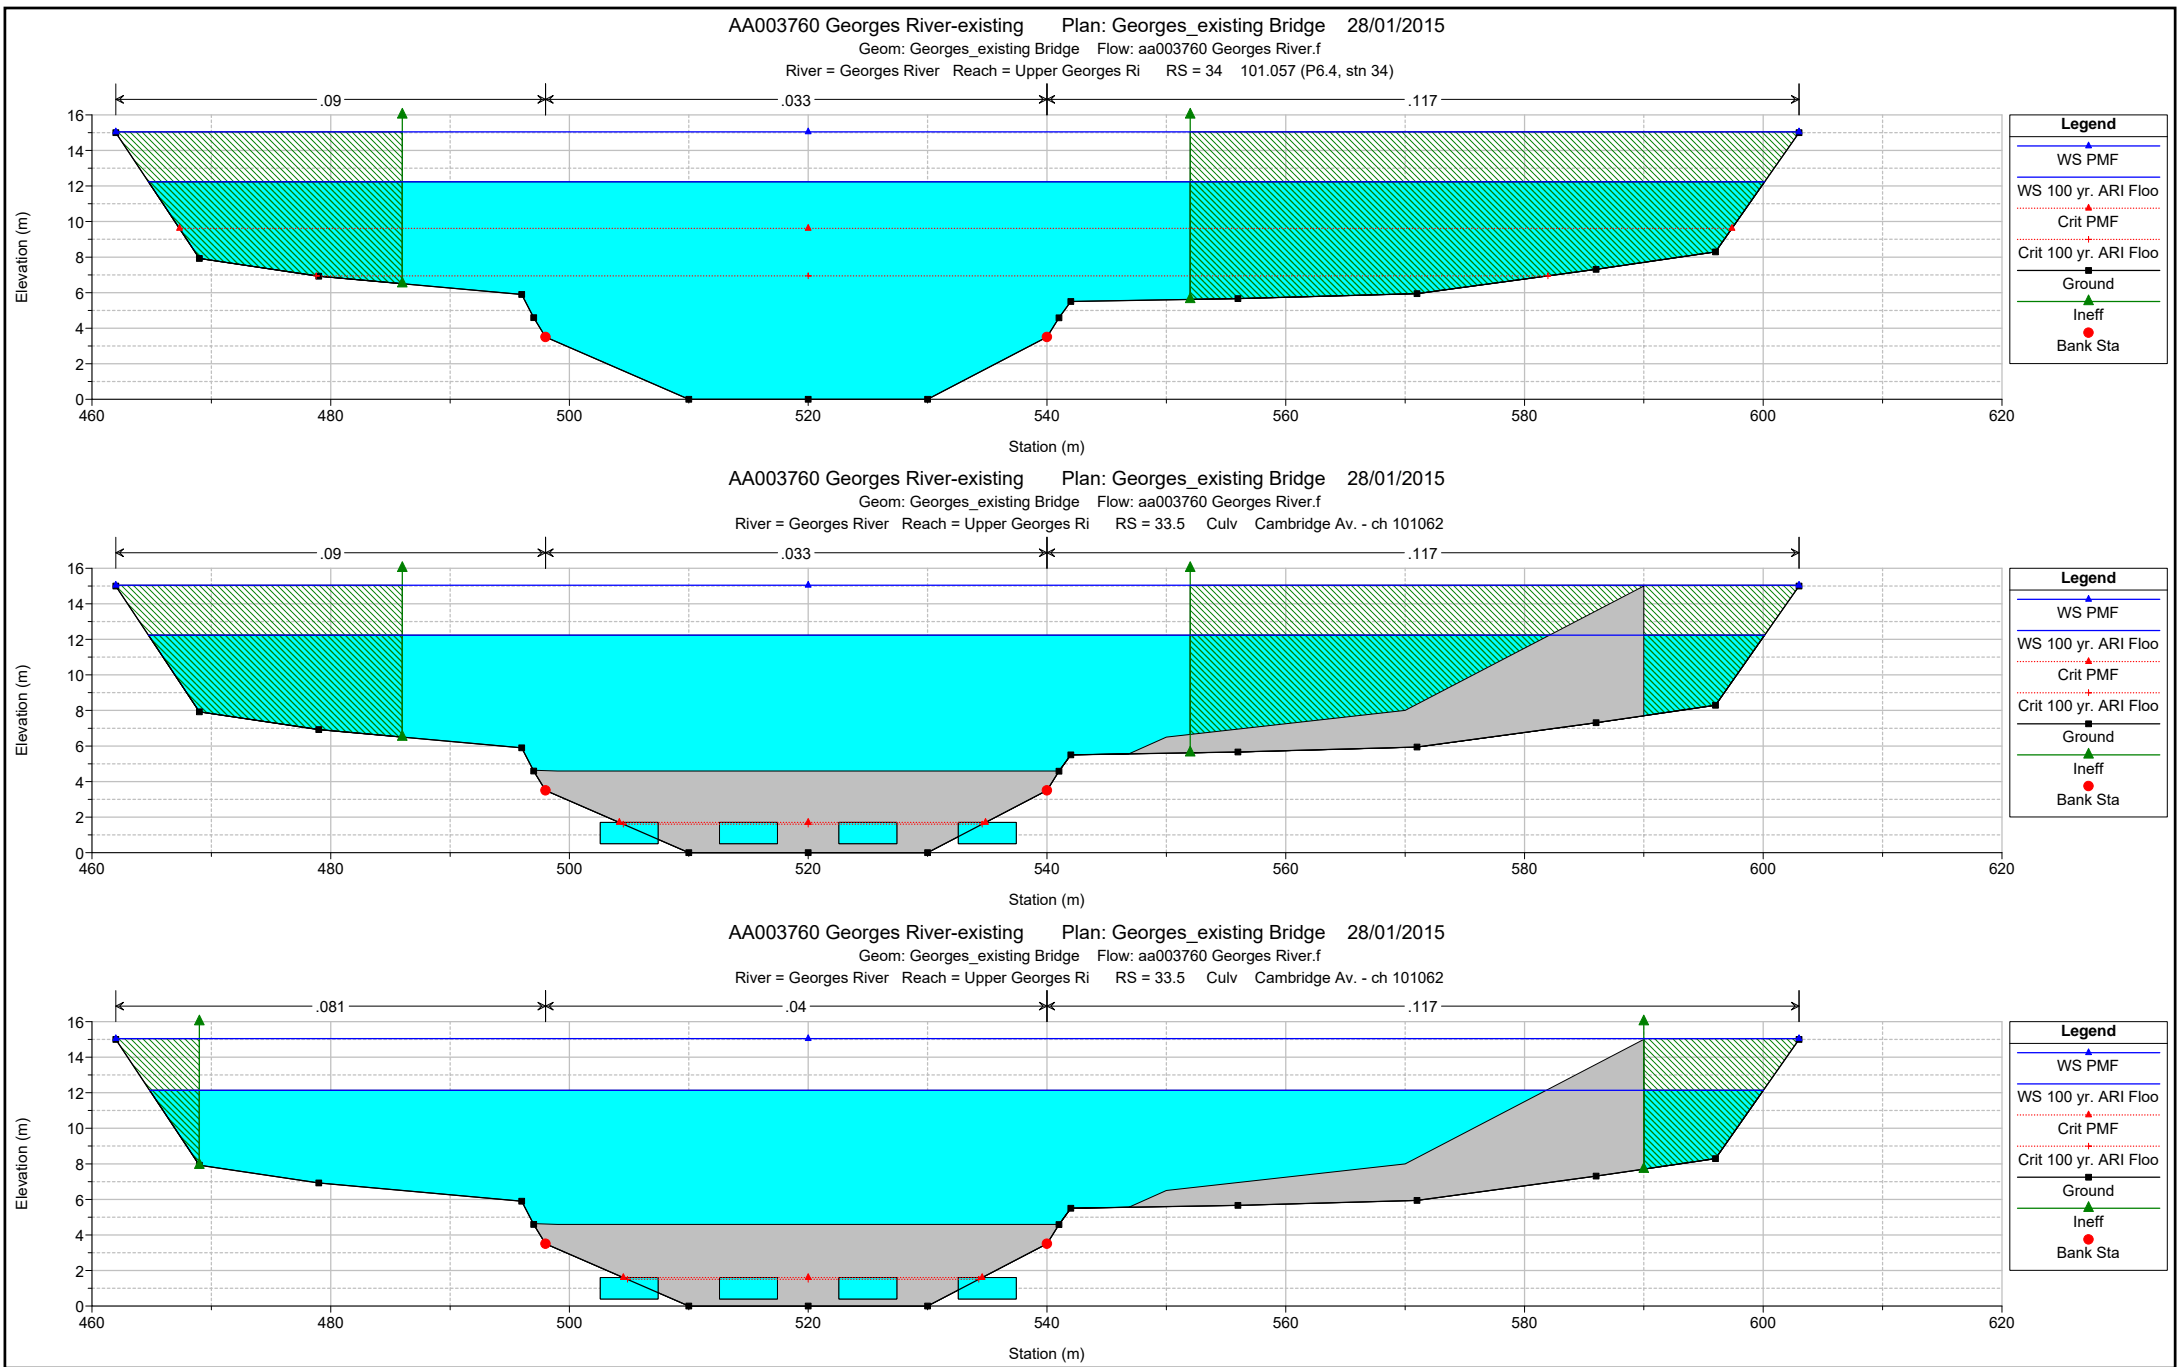 AA003760 Georges River-existing Plan: Georges_existing Bridge 28/01/2015
Geom: Georges_existing Bridge Flow: aa003760 Georges River.f
River = Georges River Reach = Upper Georges Ri RS = 34 101.057 (P6.4, stn 34)
.09 .033 .117
16
14
12
10
8
6
4
2
0
Elevation (m)
460 480 500 520 540 560 580 600 620
Station (m)
Legend
WS PMF
WS 100 yr. ARI Floo
Crit PMF
Crit 100 yr. ARI Floo
Ground
Ineff
Bank Sta
AA003760 Georges River-existing Plan: Georges_existing Bridge 28/01/2015
Geom: Georges_existing Bridge Flow: aa003760 Georges River.f
River = Georges River Reach = Upper Georges Ri RS = 33.5 Culv Cambridge Av. - ch 101062
.09 .033 .117
16
14
12
10
8
6
4
2
0
Elevation (m)
460 480 500 520 540 560 580 600 620
Station (m)
Legend
WS PMF
WS 100 yr. ARI Floo
Crit PMF
Crit 100 yr. ARI Floo
Ground
Ineff
Bank Sta
AA003760 Georges River-existing Plan: Georges_existing Bridge 28/01/2015
Geom: Georges_existing Bridge Flow: aa003760 Georges River.f
River = Georges River Reach = Upper Georges Ri RS = 33.5 Culv Cambridge Av. - ch 101062
.081 .04 .117
16
14
12
10
8
6
4
2
0
Elevation (m)
460 480 500 520 540 560 580 600 620
Station (m)
Legend
WS PMF
WS 100 yr. ARI Floo
Crit PMF
Crit 100 yr. ARI Floo
Ground
Ineff
Bank Sta